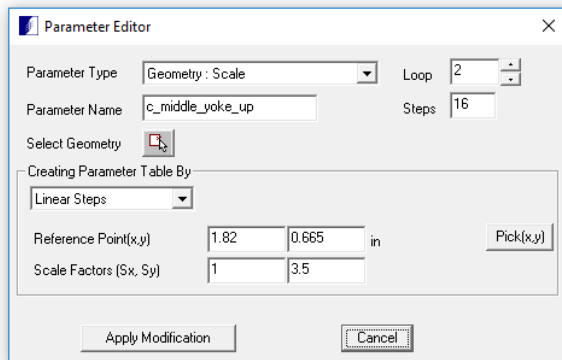 Parameter Editor
Parameter Type Geometry : Scale Loop 2
Parameter Name c_middle_yoke_up Steps 16
Select Geometry
Creating Parameter Table By
Linear Steps
Reference Point(x,y) 1.82 0.665 in Pick(x,y)
Scale Factors (Sx, Sy) 1 3.5
Apply Modification Cancel